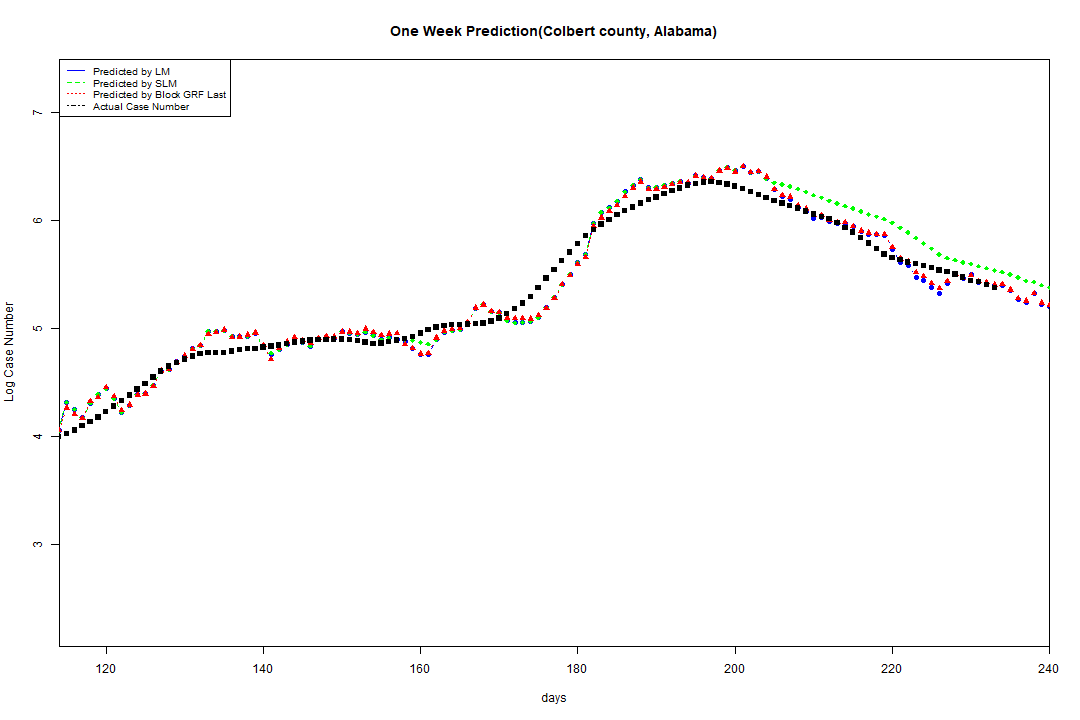 One Week Prediction(Colbert county, Alabama)
Predicted by LM
Predicted by SLM
Predicted by Block GRF Last
Actual Case Number
7
6
5
4
3
Log Case Number
120 140 160 180 200 220 240
days